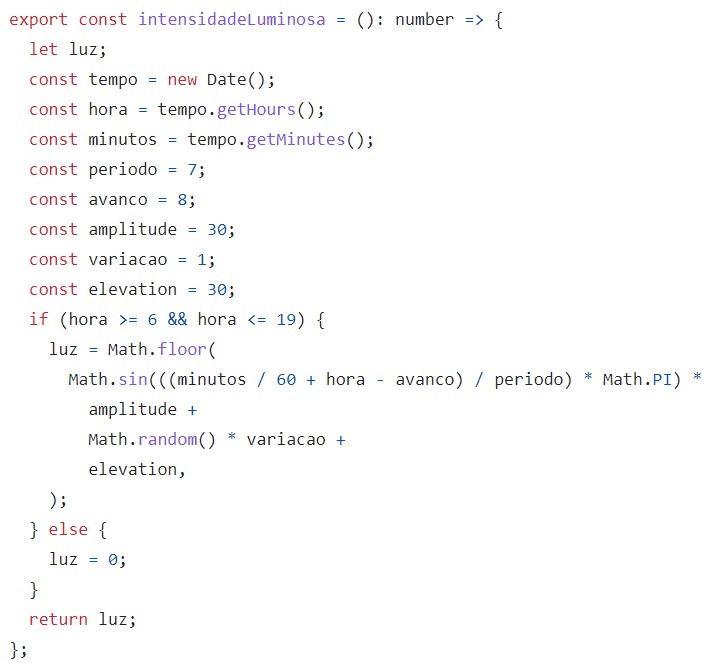 export const intensidadeLuminosa = (): number => {
  let luz;
  const tempo = new Date();
  const hora = tempo.getHours();
  const minutos = tempo.getMinutes();
  const periodo = 7;
  const avanco = 8;
  const amplitude = 30;
  const variacao = 1;
  const elevation = 30;
  if (hora >= 6 && hora <= 19) {
    luz = Math.floor(
      Math.sin(((minutos / 60 + hora - avanco) / periodo) * Math.PI) *
        amplitude +
        Math.random() * variacao +
        elevation,
    );
  } else {
    luz = 0;
  }
  return luz;
};